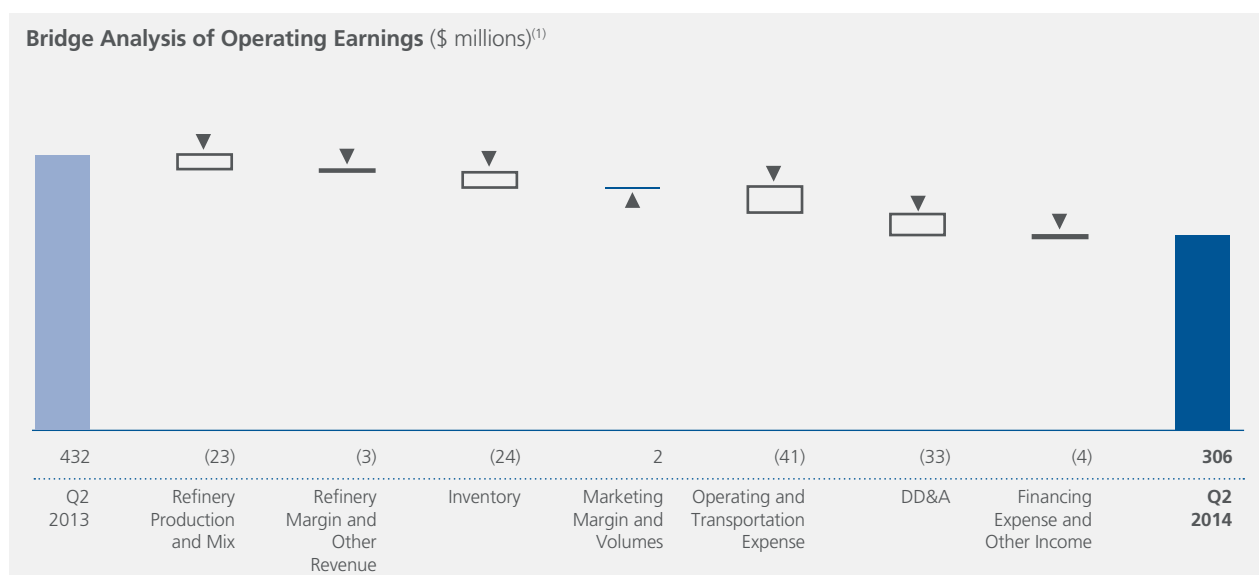 Bridge Analysis of Operating Earnings ($ millions)(1)
432 (23) (3) (24) 2 (41) (33) (4) 306
Q2
2013
Refinery
Production
and Mix
Refinery
Margin and
Other
Revenue
Inventory
Marketing
Margin and
Volumes
Operating and
Transportation
Expense
DD&A
Financing
Expense and
Other Income
Q2
2014